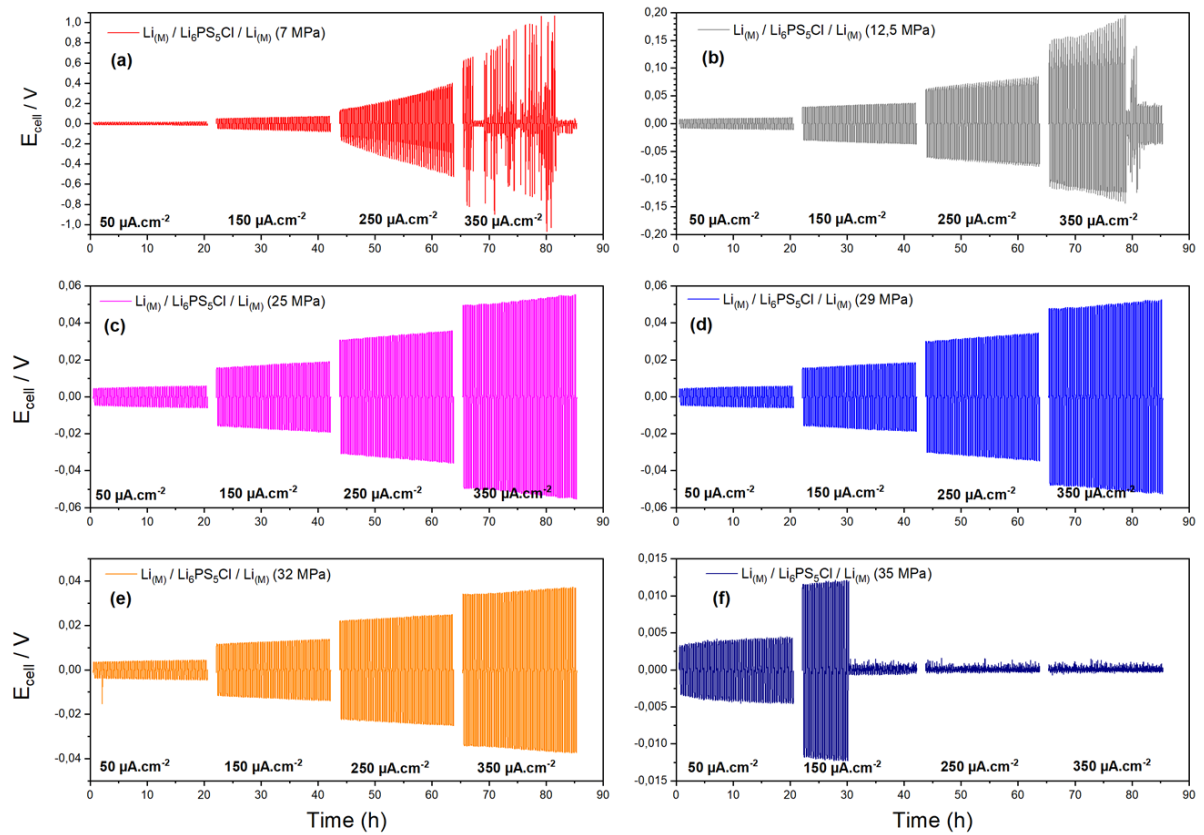 Li(M) / Li6PS5Cl / Li(M) (7 MPa)
(a)
1,0
0,8
0,6
0,4
0,2
0,0
0,2
0,4
0,6
0,8
1,0
50 µA.cm-2 150 µA.cm-2 250 µA.cm-2 350 µA.cm-2
0 10 20 30 40 50 60 70 80 90
Ecell / V
Li(M) / Li6PS5Cl / Li(M) (12,5 MPa)
(b)
0,20
0,15
0,10
0,05
0,00
-0,05
-0,10
-0,15
0,20
50 µA.cm-2 150 µA.cm-2 250 µA.cm-2 350 µA.cm-2
0 10 20 30 40 50 60 70 80 90
Li(M) / Li6PS5Cl / Li(M) (25 MPa)
(c)
0,06
0,04
0,02
0,00
-0,02
-0,04
-0,06
50 µA.cm-2 150 µA.cm-2 250 µA.cm-2 350 µA.cm-2
0 10 20 30 40 50 60 70 80 90
Ecell / V
Li(M) / Li6PS5Cl / Li(M) (29 MPa)
(d)
0,06
0,04
0,02
0,00
-0,02
-0,04
-0,06
50 µA.cm-2 150 µA.cm-2 250 µA.cm-2 350 µA.cm-2
0 10 20 30 40 50 60 70 80 90
Li(M) / Li6PS5Cl / Li(M) (32 MPa)
(e)
0,04
0,02
0,00
-0,02
-0,04
50 µA.cm-2 150 µA.cm-2 250 µA.cm-2 350 µA.cm-2
0 10 20 30 40 50 60 70 80 90
Ecell / V
Time (h)
Li(M) / Li6PS5Cl / Li(M) (35 MPa)
(f)
0,015
0,010
0,005
0,000
-0,005
-0,010
-0,015
50 µA.cm-2 150 µA.cm-2 250 µA.cm-2 350 µA.cm-2
0 10 20 30 40 50 60 70 80 90
Time (h)